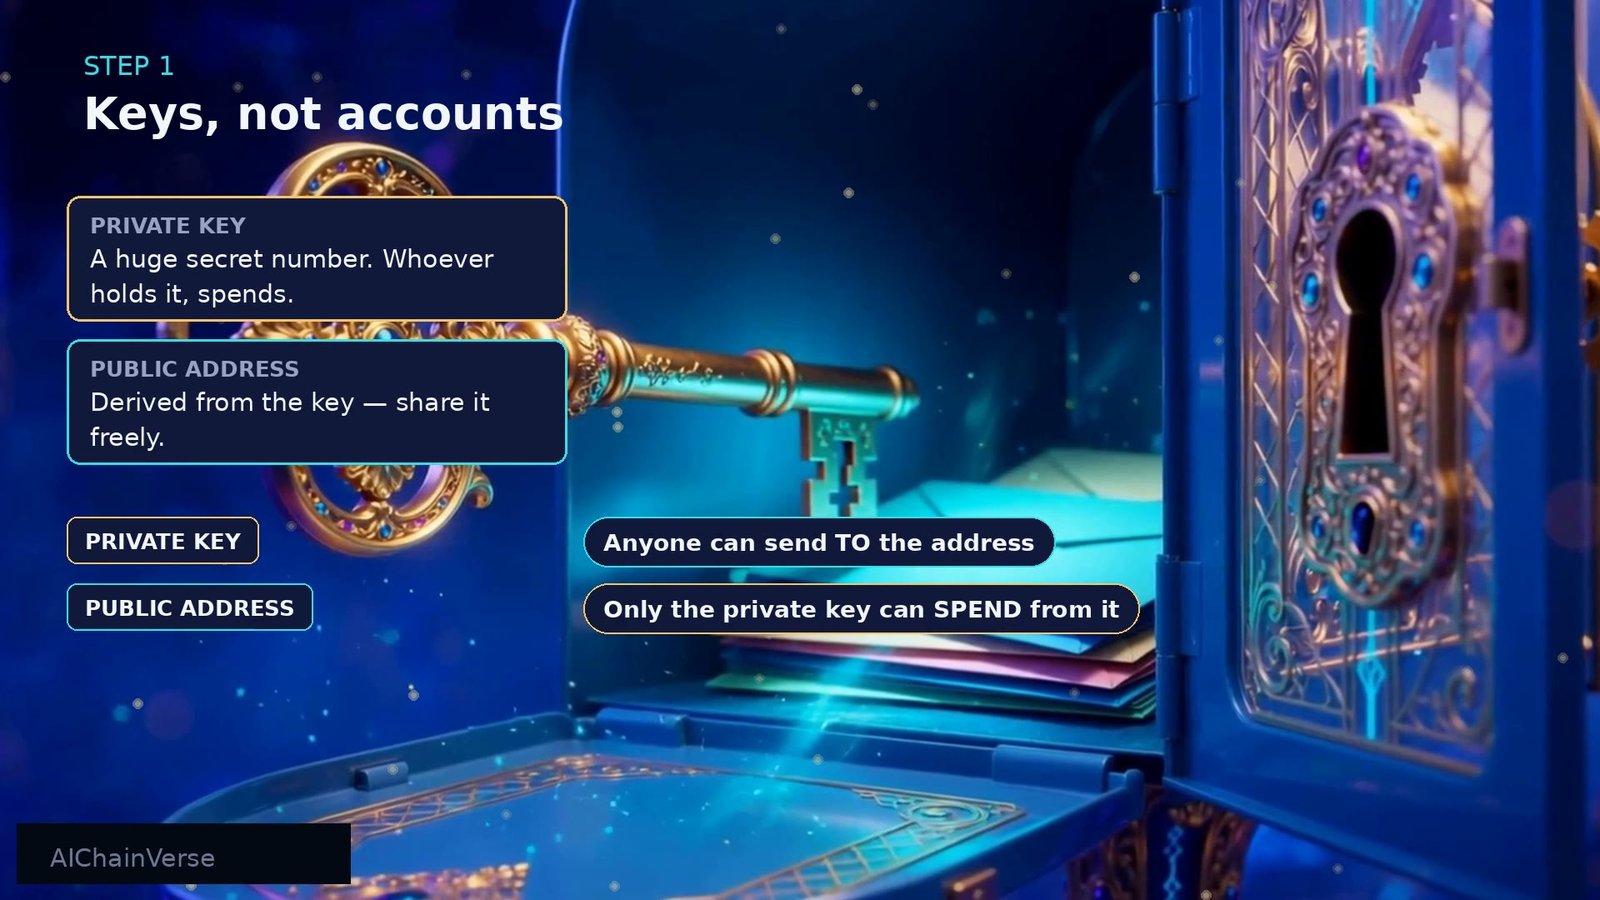 STEP 1
Keys, not accounts
PRIVATE KEY
A huge secret number. Whoever
holds it, spends.
PUBLIC ADDRESS
Derived from the key — share it
freely.
PRIVATE KEY
Anyone can send TO the address
PUBLIC ADDRESS
Only the private key can SPEND from it
AIChainVerse